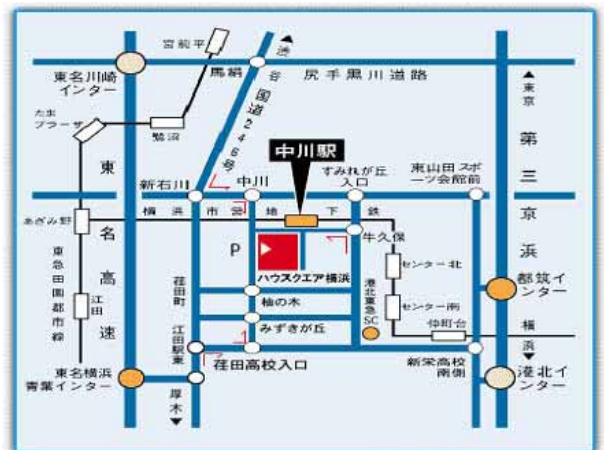 宮前平
渋谷
東名川崎
インター
馬絹
尻手黒川道路
東京
たま
プラーザ
鷺沼
国道246号
第三京浜
中川駅
東名高速
新石川
中川
すみれが丘
入口
東山田スポ
ーツ会館前
あざみ野
横浜市営地下鉄
牛久保
P
ハウスクエア横浜
センター北
東急田園都市線
江田
荏田町
柚の木
港北東急SC
センター南
都筑イ
ンター
みずきが丘
仲町台
横浜
江田駅東
荏田高校入口
新栄高校
南側
東名横浜
青葉インター
厚木
港北イ
ンター